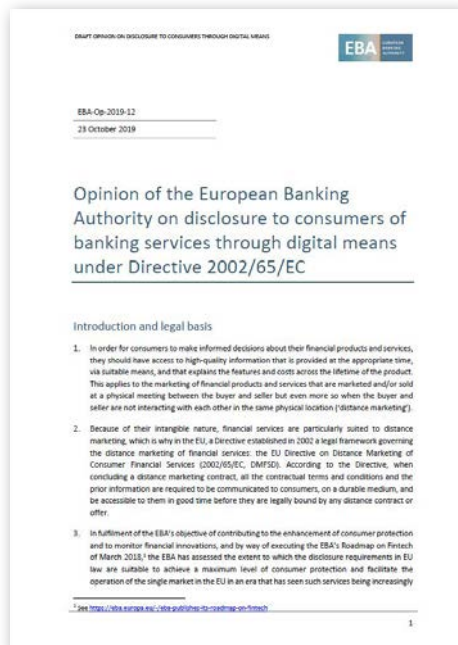 DRAFT OPINION ON DISCLOSURE TO CONSUMERS THROUGH DIGITAL MEANS
EBA EUROPEAN
BANKING
AUTHORITY
EBA-Op-2019-12
23 October 2019
Opinion of the European Banking
Authority on disclosure to consumers of
banking services through digital means
under Directive 2002/65/EC
Introduction and legal basis
1. In order for consumers to make informed decisions about their financial products and services,
they should have access to high-quality information that is provided at the appropriate time,
via suitable means, and that explains the features and costs across the lifetime of the product.
This applies to the marketing of financial products and services that are marketed and/or sold
at a physical meeting between the buyer and seller but even more so when the buyer and
seller are not interacting with each other in the same physical location ('distance marketing').
2. Because of their intangible nature, financial services are particularly suited to distance
marketing, which is why in the EU, a Directive established in 2002 a legal framework governing
the distance marketing of financial services: the EU Directive on Distance Marketing of
Consumer Financial Services (2002/65/EC, DMFSD). According to the Directive, when
concluding a distance marketing contract, all the contractual terms and conditions and the
prior information are required to be communicated to consumers, on a durable medium, and
be accessible to them in good time before they are legally bound by any distance contract or
offer.
3. In fulfilment of the EBA's objective of contributing to the enhancement of consumer protection
and to monitor financial innovations, and by way of executing the EBA's Roadmap on Fintech
of March 2018,¹ the EBA has assessed the extent to which the disclosure requirements in EU
law are suitable to achieve a maximum level of consumer protection and facilitate the
operation of the single market in the EU in an era that has seen such services being increasingly
¹ See https://eba.europa.eu/-/eba-publishes-its-roadmap-on-fintech
1